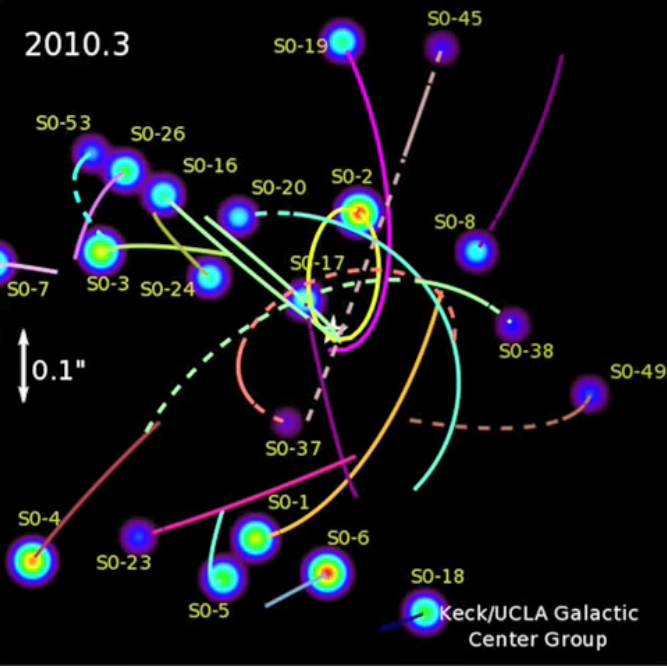 2010.3
S0-45
S0-19
S0-53
S0-26
S0-16
S0-2
S0-20
S0-8
S0-17
S0-7
S0-3
S0-24
S0-38
0.1"
S0-49
S0-37
S0-1
S0-4
S0-6
S0-23
S0-18
S0-5
Keck/UCLA Galactic
Center Group